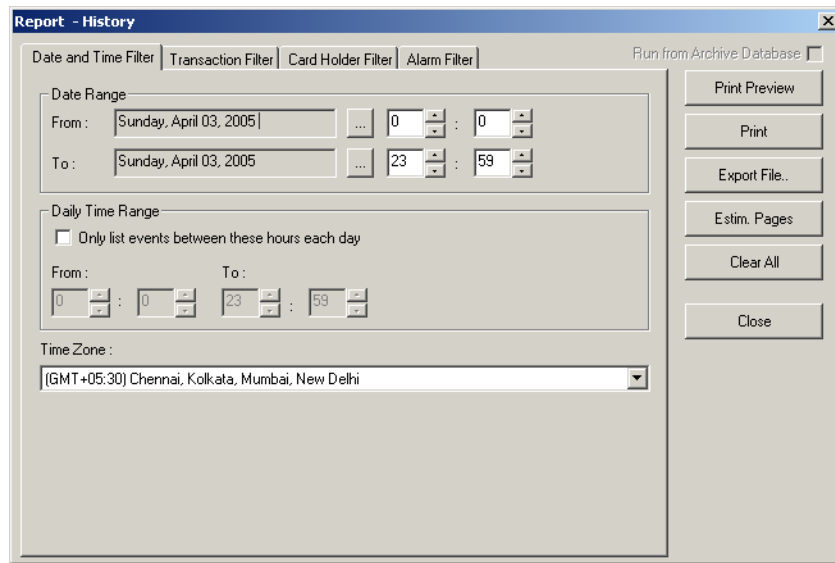 Report - History
Date and Time Filter Transaction Filter Card Holder Filter Alarm Filter
Run from Archive Database
Date Range
From : Sunday, April 03, 2005 ... 0 : 0
To : Sunday, April 03, 2005 ... 23 : 59
Daily Time Range
Only list events between these hours each day
From : To :
0 : 0 23 : 59
Time Zone :
(GMT+05:30) Chennai, Kolkata, Mumbai, New Delhi
Print Preview
Print
Export File..
Estim. Pages
Clear All
Close